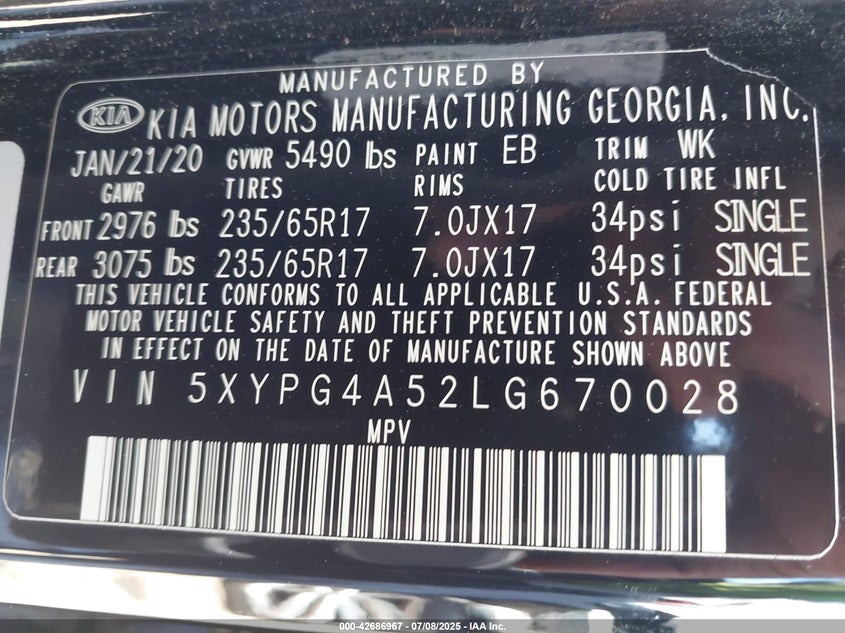 MANUFACTURED BY
KIA KIA MOTORS MANUFACTURING GEORGIA, INC.
JAN/21/20 GVWR 5490 lbs PAINT EB TRIM WK
GAWR TIRES RIMS COLD TIRE INFL
FRONT 2976 lbs 235/65R17 7.0JX17 34psi SINGLE
REAR 3075 lbs 235/65R17 7.0JX17 34psi SINGLE
THIS VEHICLE CONFORMS TO ALL APPLICABLE U.S.A. FEDERAL
MOTOR VEHICLE SAFETY AND THEFT PREVENTION STANDARDS
IN EFFECT ON THE DATE OF MANUFACTURE SHOWN ABOVE
VIN 5XYPG4A52LG670028
MPV
000-42686967 - 07/08/2025 - IAA Inc.